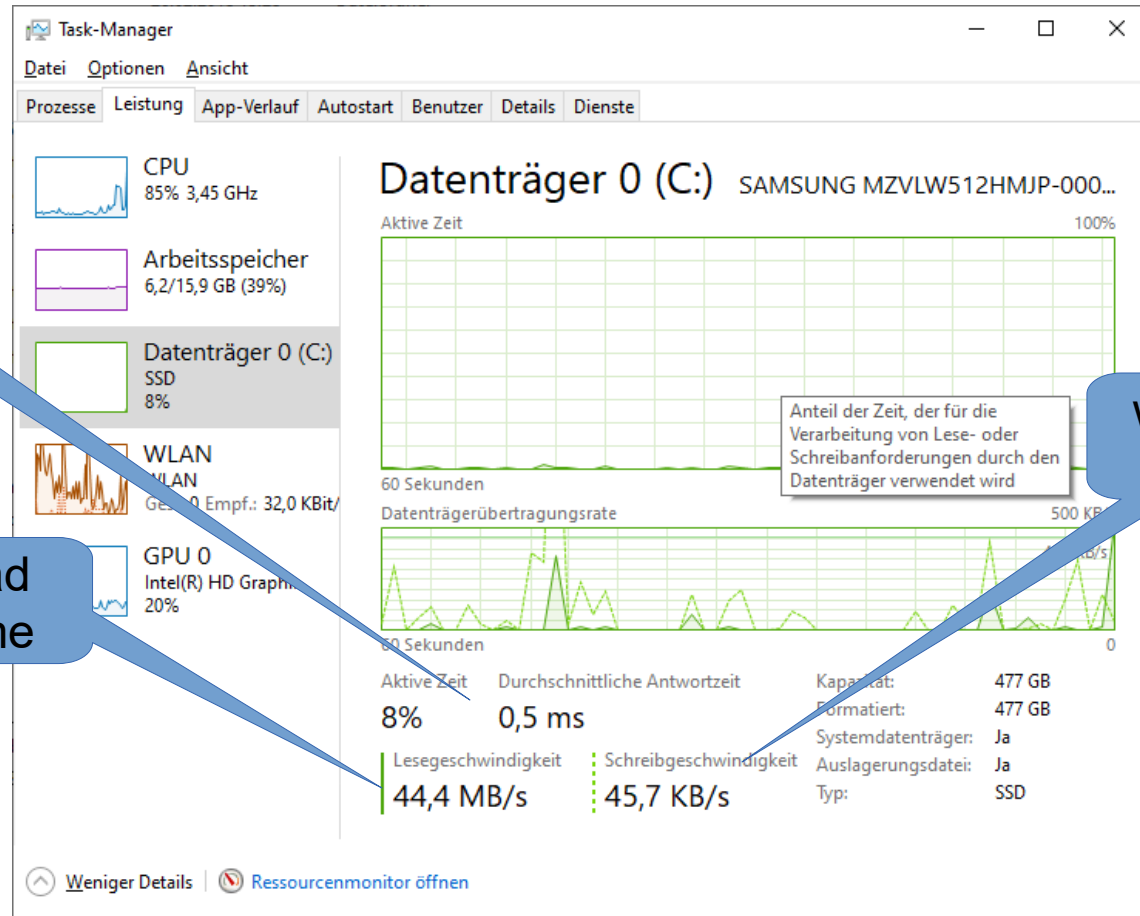 Task-Manager
Datei Optionen Ansicht
Prozesse Leistung App-Verlauf Autostart Benutzer Details Dienste
CPU
85% 3,45 GHz
Arbeitsspeicher
6,2/15,9 GB (39%)
Datenträger 0 (C:)
SSD
8%
WLAN
WLAN
0 Empf.: 32,0 KBit/
GPU 0
Intel(R) HD Graphi
20%
Datenträger 0 (C:) SAMSUNG MZVLW512HMJP-000...
Aktive Zeit 100%
Anteil der Zeit, der für die
Verarbeitung von Lese- oder
Schreibanforderungen durch den
Datenträger verwendet wird
60 Sekunden
Datenträgerübertragungsrate 500 KB
KB/s
60 Sekunden 0
Aktive Zeit Durchschnittliche Antwortzeit
8% 0,5 ms
Lesegeschwindigkeit Schreibgeschwindigkeit
44,4 MB/s 45,7 KB/s
Kapazität: 477 GB
Formatiert: 477 GB
Systemdatenträger: Ja
Auslagerungsdatei: Ja
Typ: SSD
Weniger Details Ressourcenmonitor öffnen